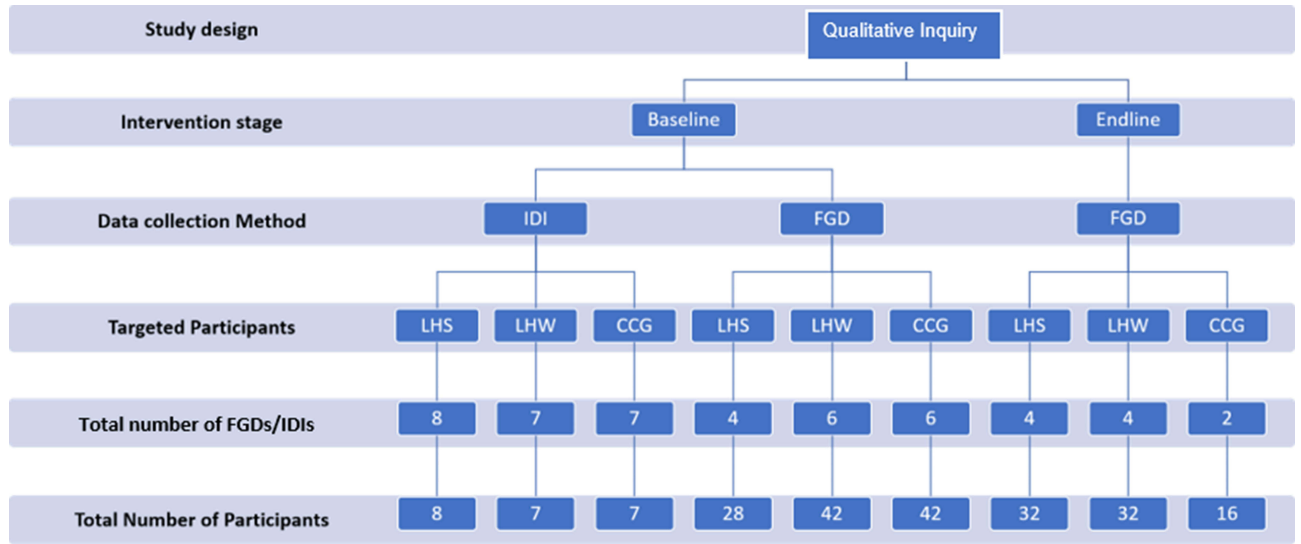 Study design
Qualitative Inquiry
Intervention stage
Baseline
Endline
Data collection Method
IDI
FGD
FGD
Targeted Participants
LHS
LHW
CCG
LHS
LHW
CCG
LHS
LHW
CCG
Total number of FGDs/IDIs
8
7
7
4
6
6
4
4
2
Total Number of Participants
8
7
7
28
42
42
32
32
16